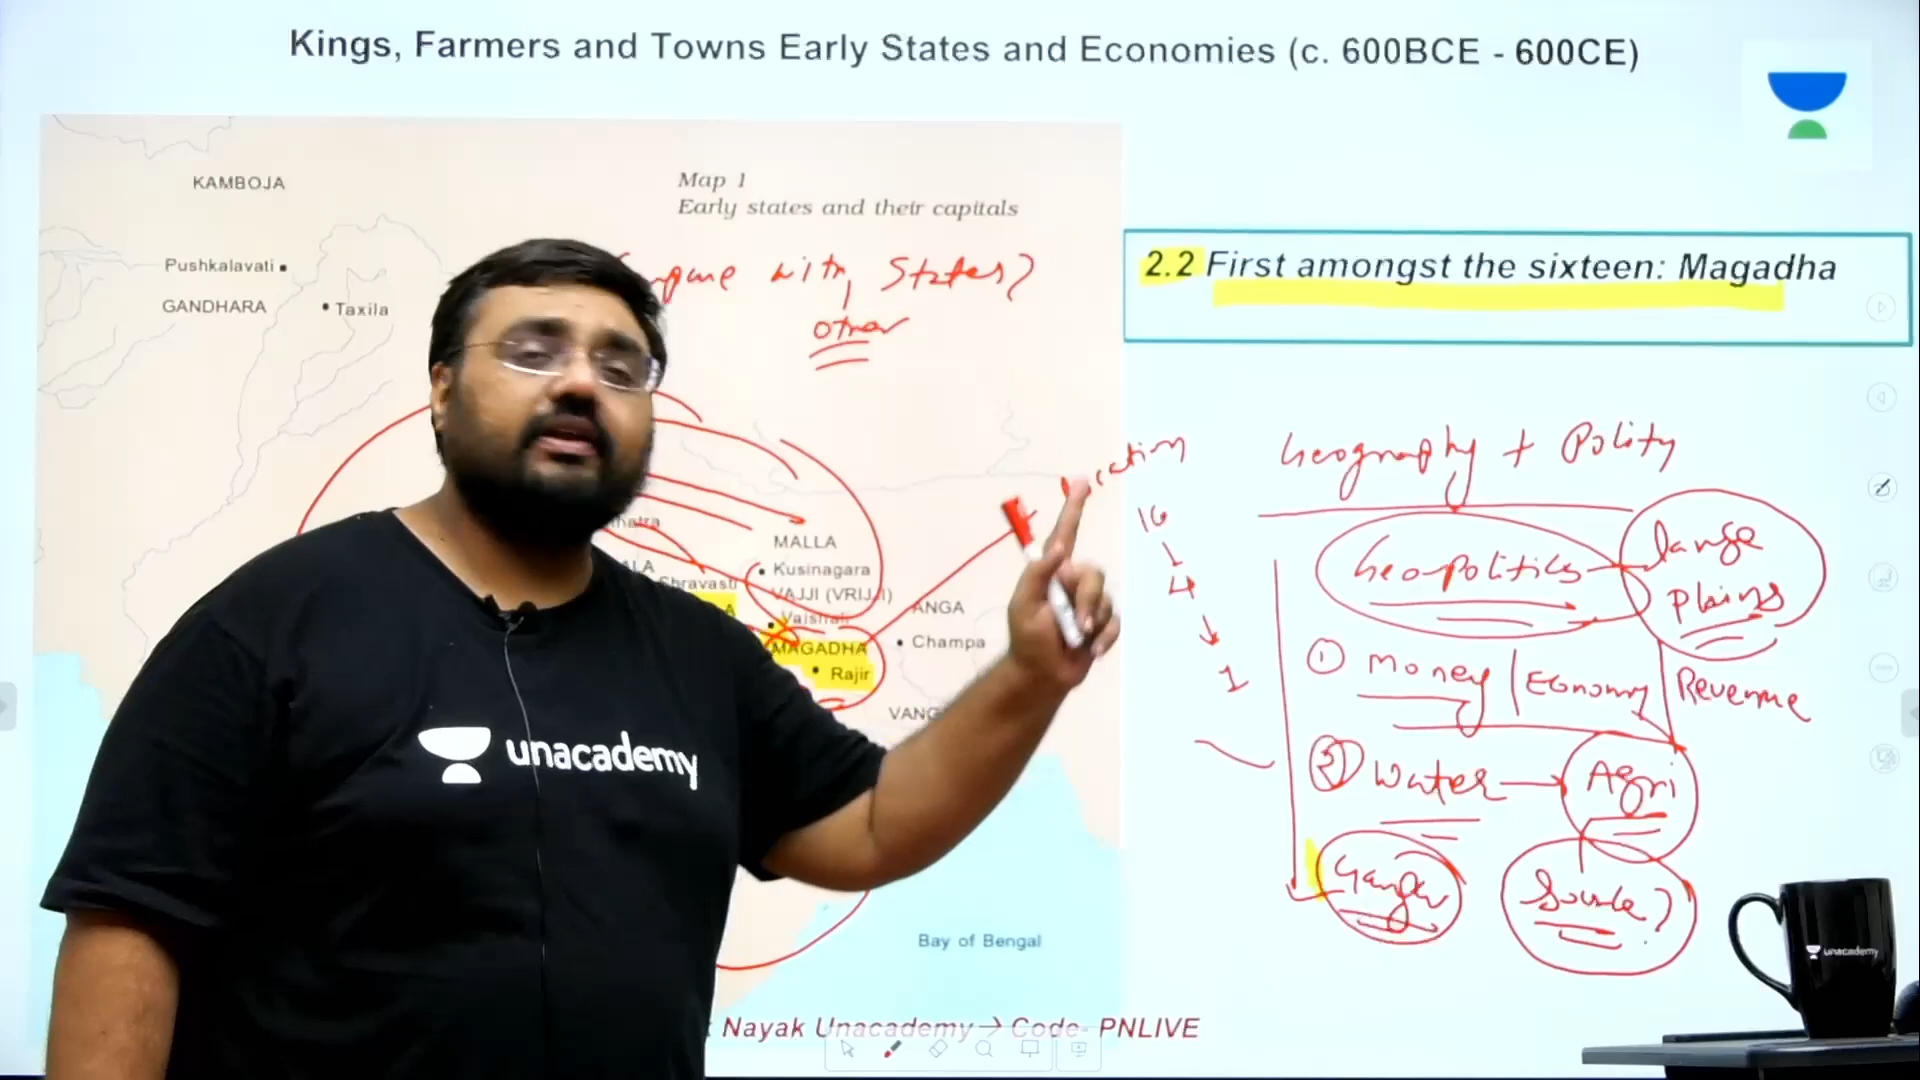 Kings, Farmers and Towns Early States and Economies (c. 600BCE - 600CE)
KAMBOJA
Map 1
Early states and their capitals
Pushkalavati
GANDHARA
Taxila
with States?
other
2.2 First amongst the sixteen: Magadha
Geography + Polity
16
4
1
Geo-politics
large
plains
① Money | Economy | Revenue
② Water → Agri
Ganga
Source?
MALLA
Kusinagara
Shravasti
VAJJI (VRIJJI)
ANGA
Champa
MAGADHA
Rajir
unacademy
Bay of Bengal
unacademy
Nayak Unacademy → Code- PNLIVE